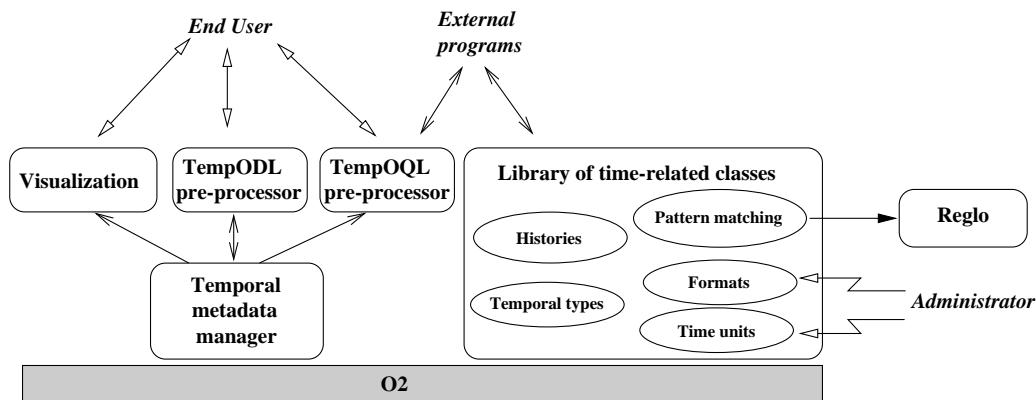 End User
External
programs
Visualization
TempODL
pre-processor
TempOQL
pre-processor
Library of time-related classes
Pattern matching
Histories
Formats
Temporal types
Time units
Reglo
Administrator
Temporal
metadata
manager
O2